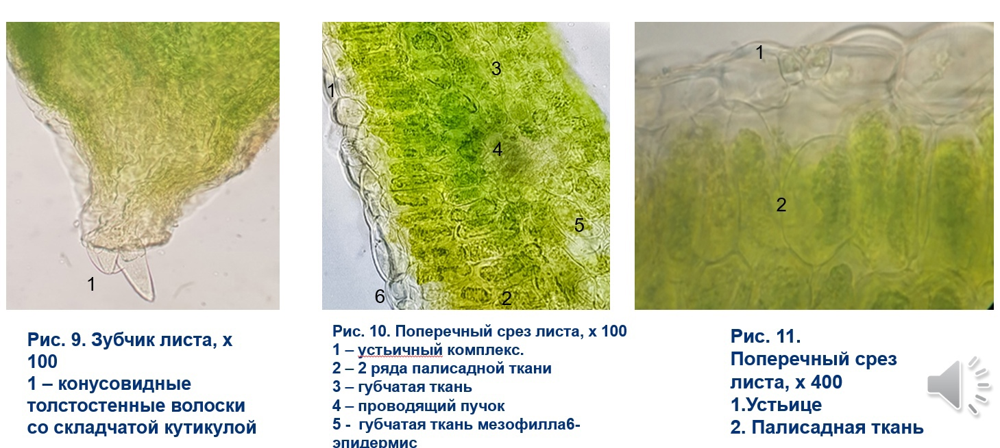 1
Рис. 9. Зубчик листа, х
100
1 – конусовидные
толстостенные волоски
со складчатой кутикулой
1
3
4
5
6
2
Рис. 10. Поперечный срез листа, х 100
1 – устьичный комплекс.
2 – 2 ряда палисадной ткани
3 – губчатая ткань
4 – проводящий пучок
5 - губчатая ткань мезофилла6-
эпидермис
1
2
Рис. 11.
Поперечный срез
листа, х 400
1.Устьице
2. Палисадная ткань